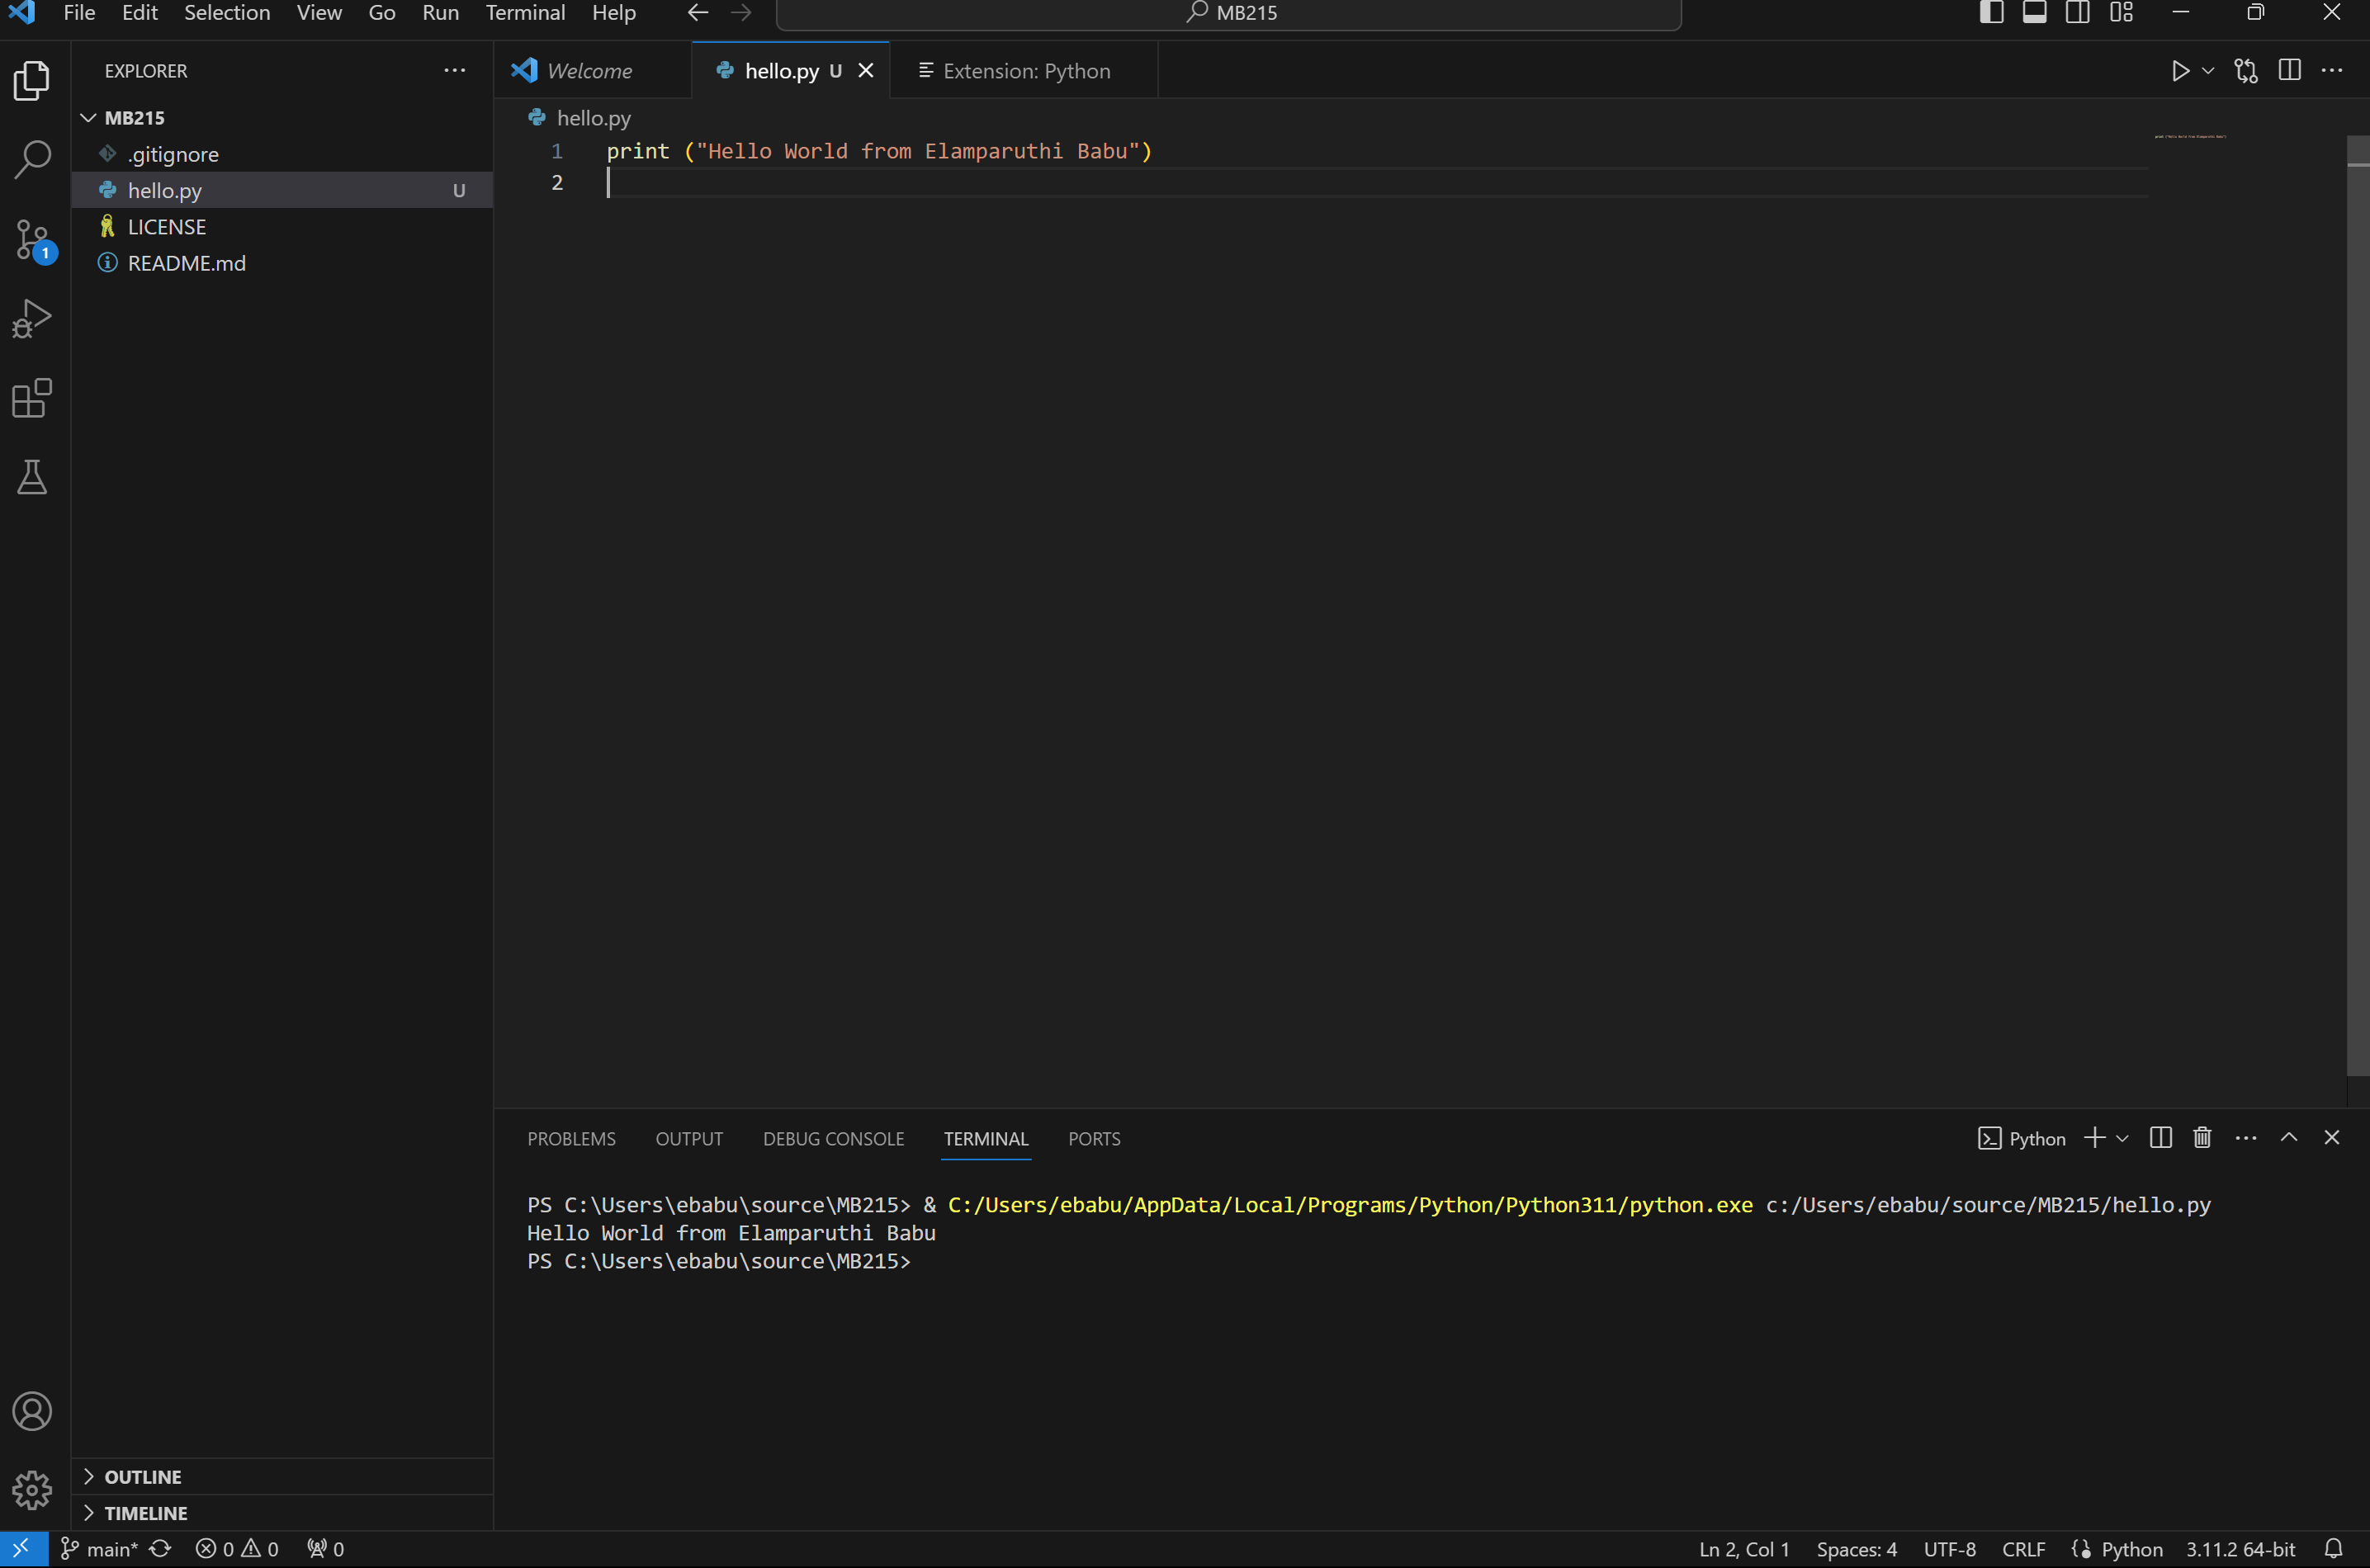 File Edit Selection View Go Run Terminal Help MB215
EXPLORER
MB215
.gitignore
hello.py U
LICENSE
README.md
OUTLINE
TIMELINE
Welcome hello.py U Extension: Python
hello.py
1 print ("Hello World from Elamparuthi Babu")
2
PROBLEMS OUTPUT DEBUG CONSOLE TERMINAL PORTS Python
PS C:\Users\ebabu\source\MB215> & C:/Users/ebabu/AppData/Local/Programs/Python/Python311/python.exe c:/Users/ebabu/source/MB215/hello.py
Hello World from Elamparuthi Babu
PS C:\Users\ebabu\source\MB215>
1
main* 0 0 0 Ln 2, Col 1 Spaces: 4 UTF-8 CRLF Python 3.11.2 64-bit